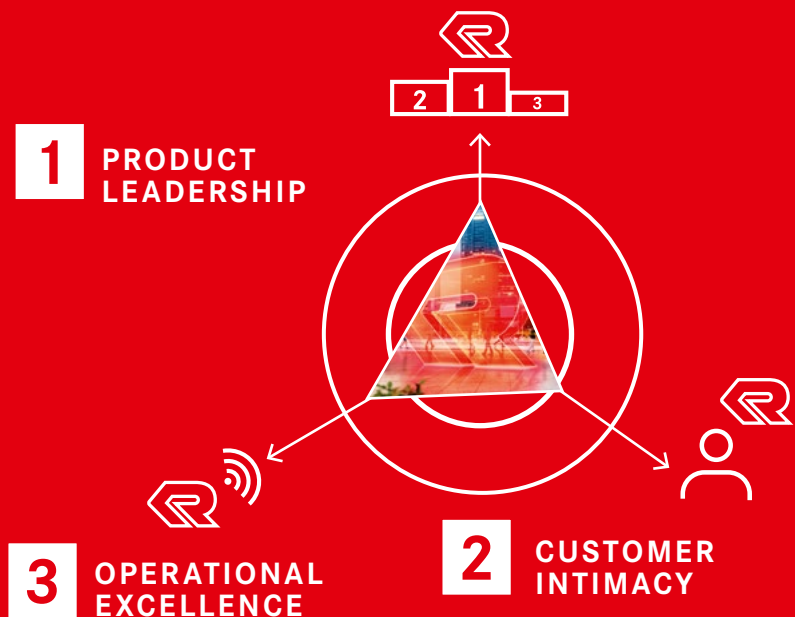 2 1 3
1 PRODUCT
LEADERSHIP
2 CUSTOMER
INTIMACY
3 OPERATIONAL
EXCELLENCE